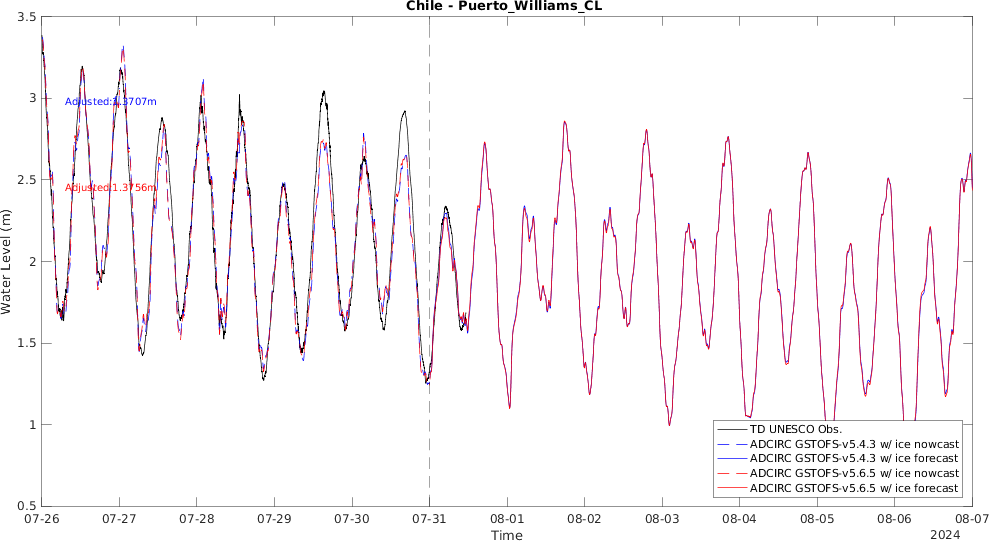 Chile - Puerto_Williams_CL
3.5
3
2.5
2
1.5
1
0.5
Water Level (m)
Adjusted:1.3707m
Adjusted:1.3756m
TD UNESCO Obs.
ADCIRC GSTOFS-v5.4.3 w/ ice nowcast
ADCIRC GSTOFS-v5.4.3 w/ ice forecast
ADCIRC GSTOFS-v5.6.5 w/ ice nowcast
ADCIRC GSTOFS-v5.6.5 w/ ice forecast
07-26 07-27 07-28 07-29 07-30 07-31 08-01 08-02 08-03 08-04 08-05 08-06 08-07
Time
2024